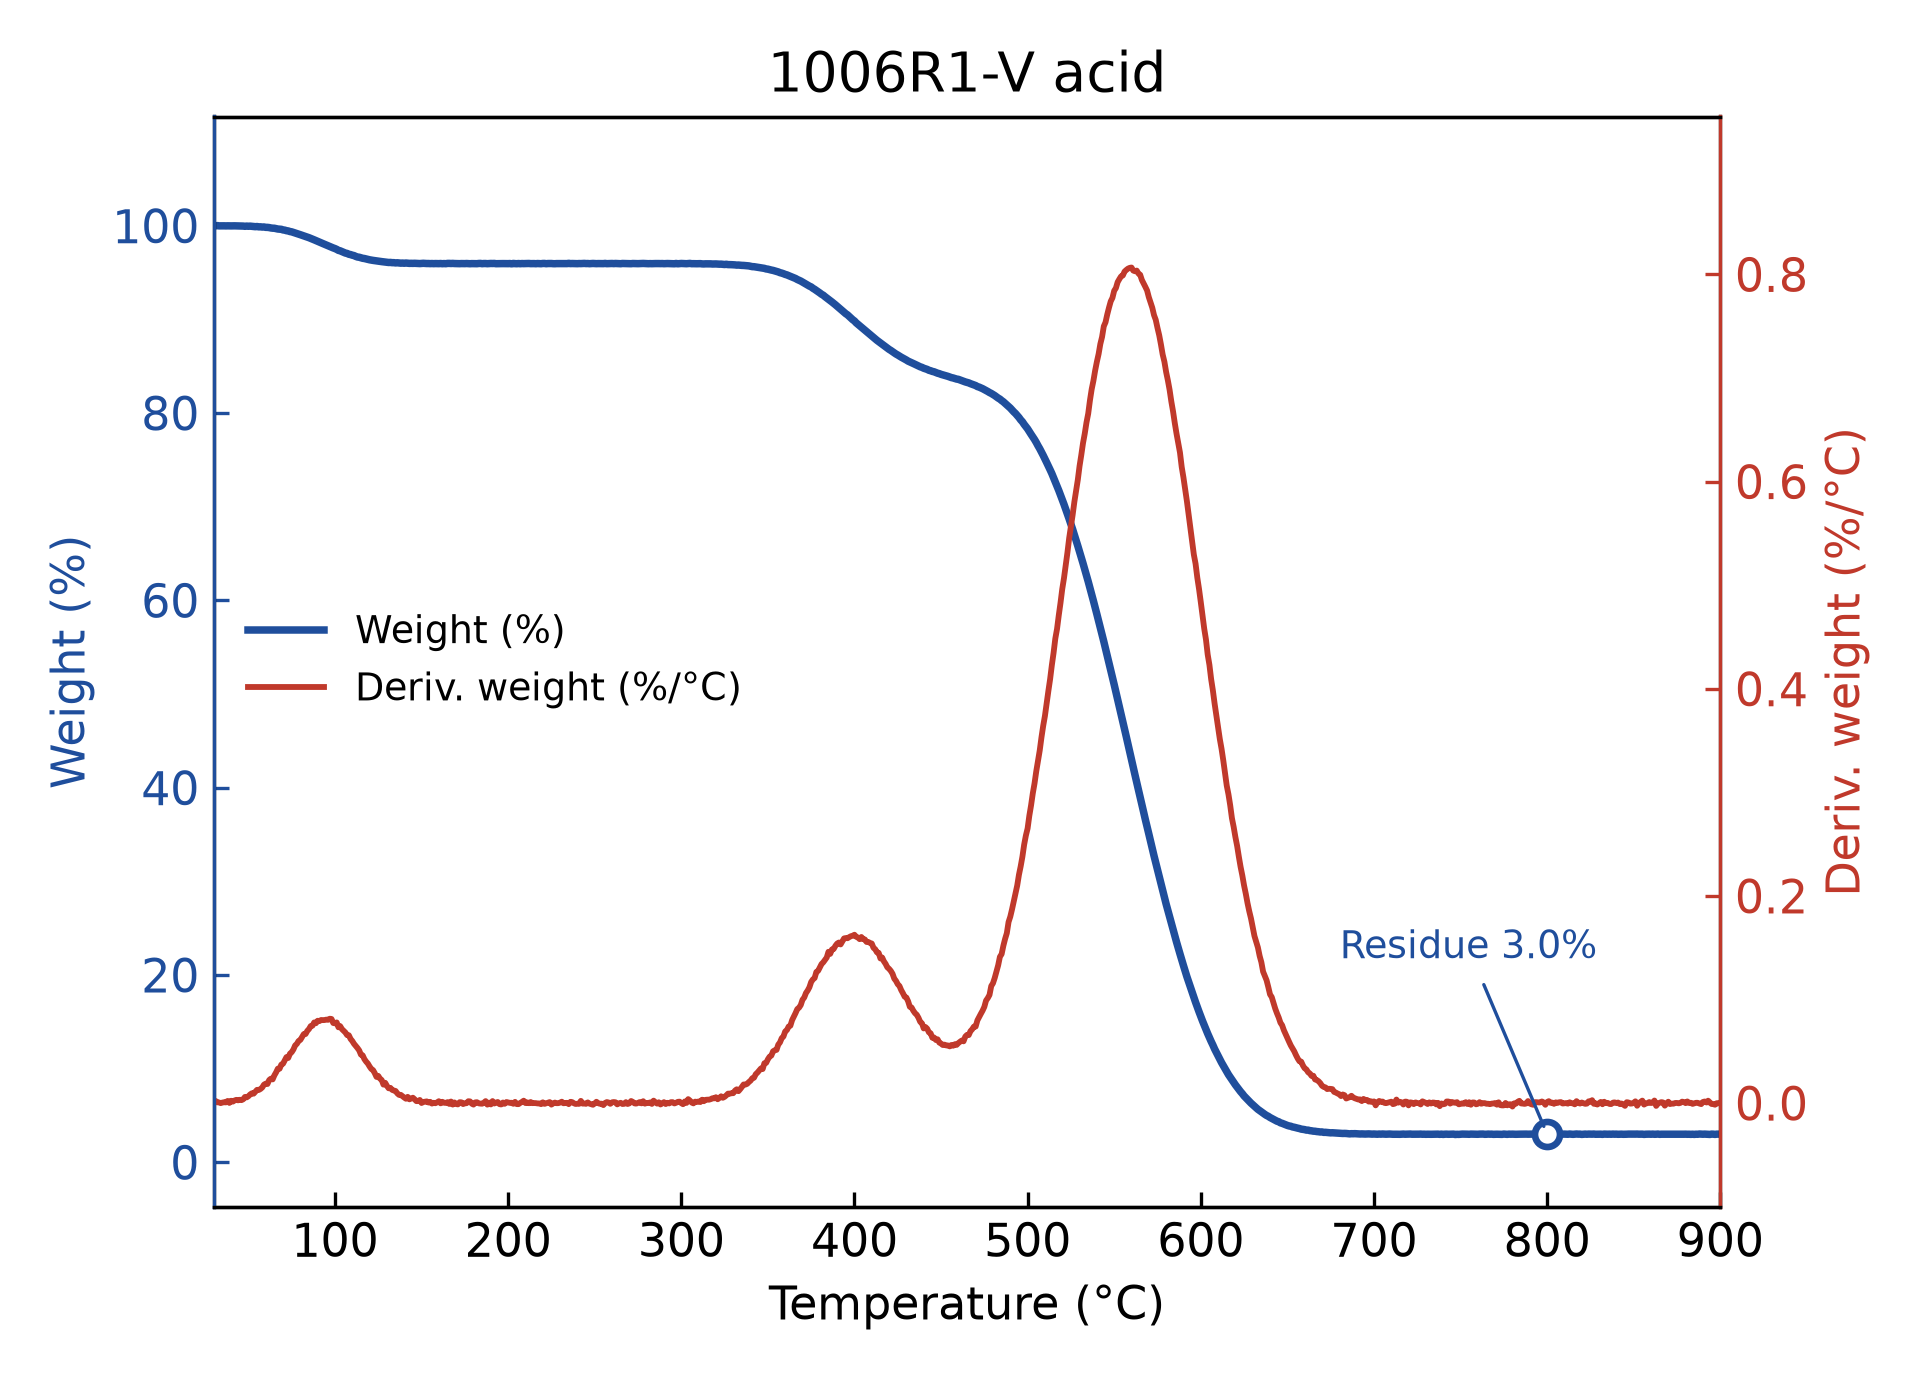 1006R1-V acid
100
80
60
40
20
0
Weight (%)
Weight (%)
Deriv. weight (%/°C)
Residue 3.0%
0.8
0.6
0.4
0.2
0.0
Deriv. weight (%/°C)
100 200 300 400 500 600 700 800 900
Temperature (°C)